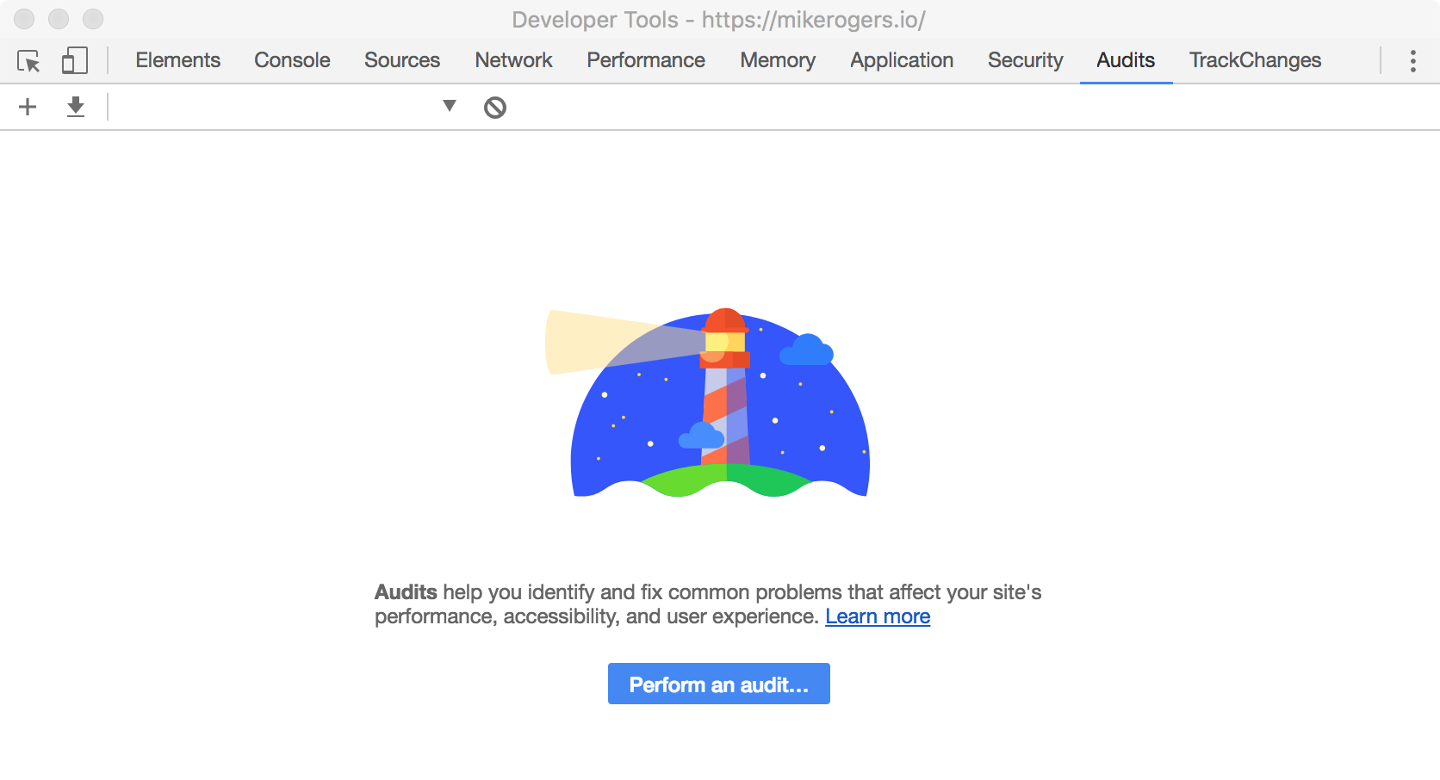 Developer Tools - https://mikerogers.io/
Elements Console Sources Network Performance Memory Application Security Audits TrackChanges
Audits help you identify and fix common problems that affect your site's
performance, accessibility, and user experience. Learn more
Perform an audit...